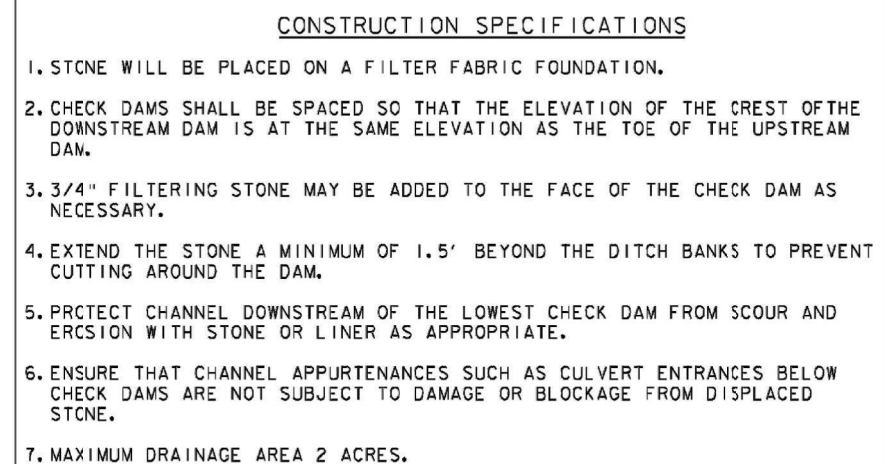 CONSTRUCTION SPECIFICATIONS
1. STONE WILL BE PLACED ON A FILTER FABRIC FOUNDATION.
2. CHECK DAMS SHALL BE SPACED SO THAT THE ELEVATION OF THE CREST OF THE
DOWNSTREAM DAM IS AT THE SAME ELEVATION AS THE TOE OF THE UPSTREAM
DAM.
3. 3/4" FILTERING STONE MAY BE ADDED TO THE FACE OF THE CHECK DAM AS
NECESSARY.
4. EXTEND THE STONE A MINIMUM OF 1.5' BEYOND THE DITCH BANKS TO PREVENT
CUTTING AROUND THE DAM.
5. PROTECT CHANNEL DOWNSTREAM OF THE LOWEST CHECK DAM FROM SCOUR AND
EROSION WITH STONE OR LINER AS APPROPRIATE.
6. ENSURE THAT CHANNEL APPURTENANCES SUCH AS CULVERT ENTRANCES BELOW
CHECK DAMS ARE NOT SUBJECT TO DAMAGE OR BLOCKAGE FROM DISPLACED
STONE.
7. MAXIMUM DRAINAGE AREA 2 ACRES.